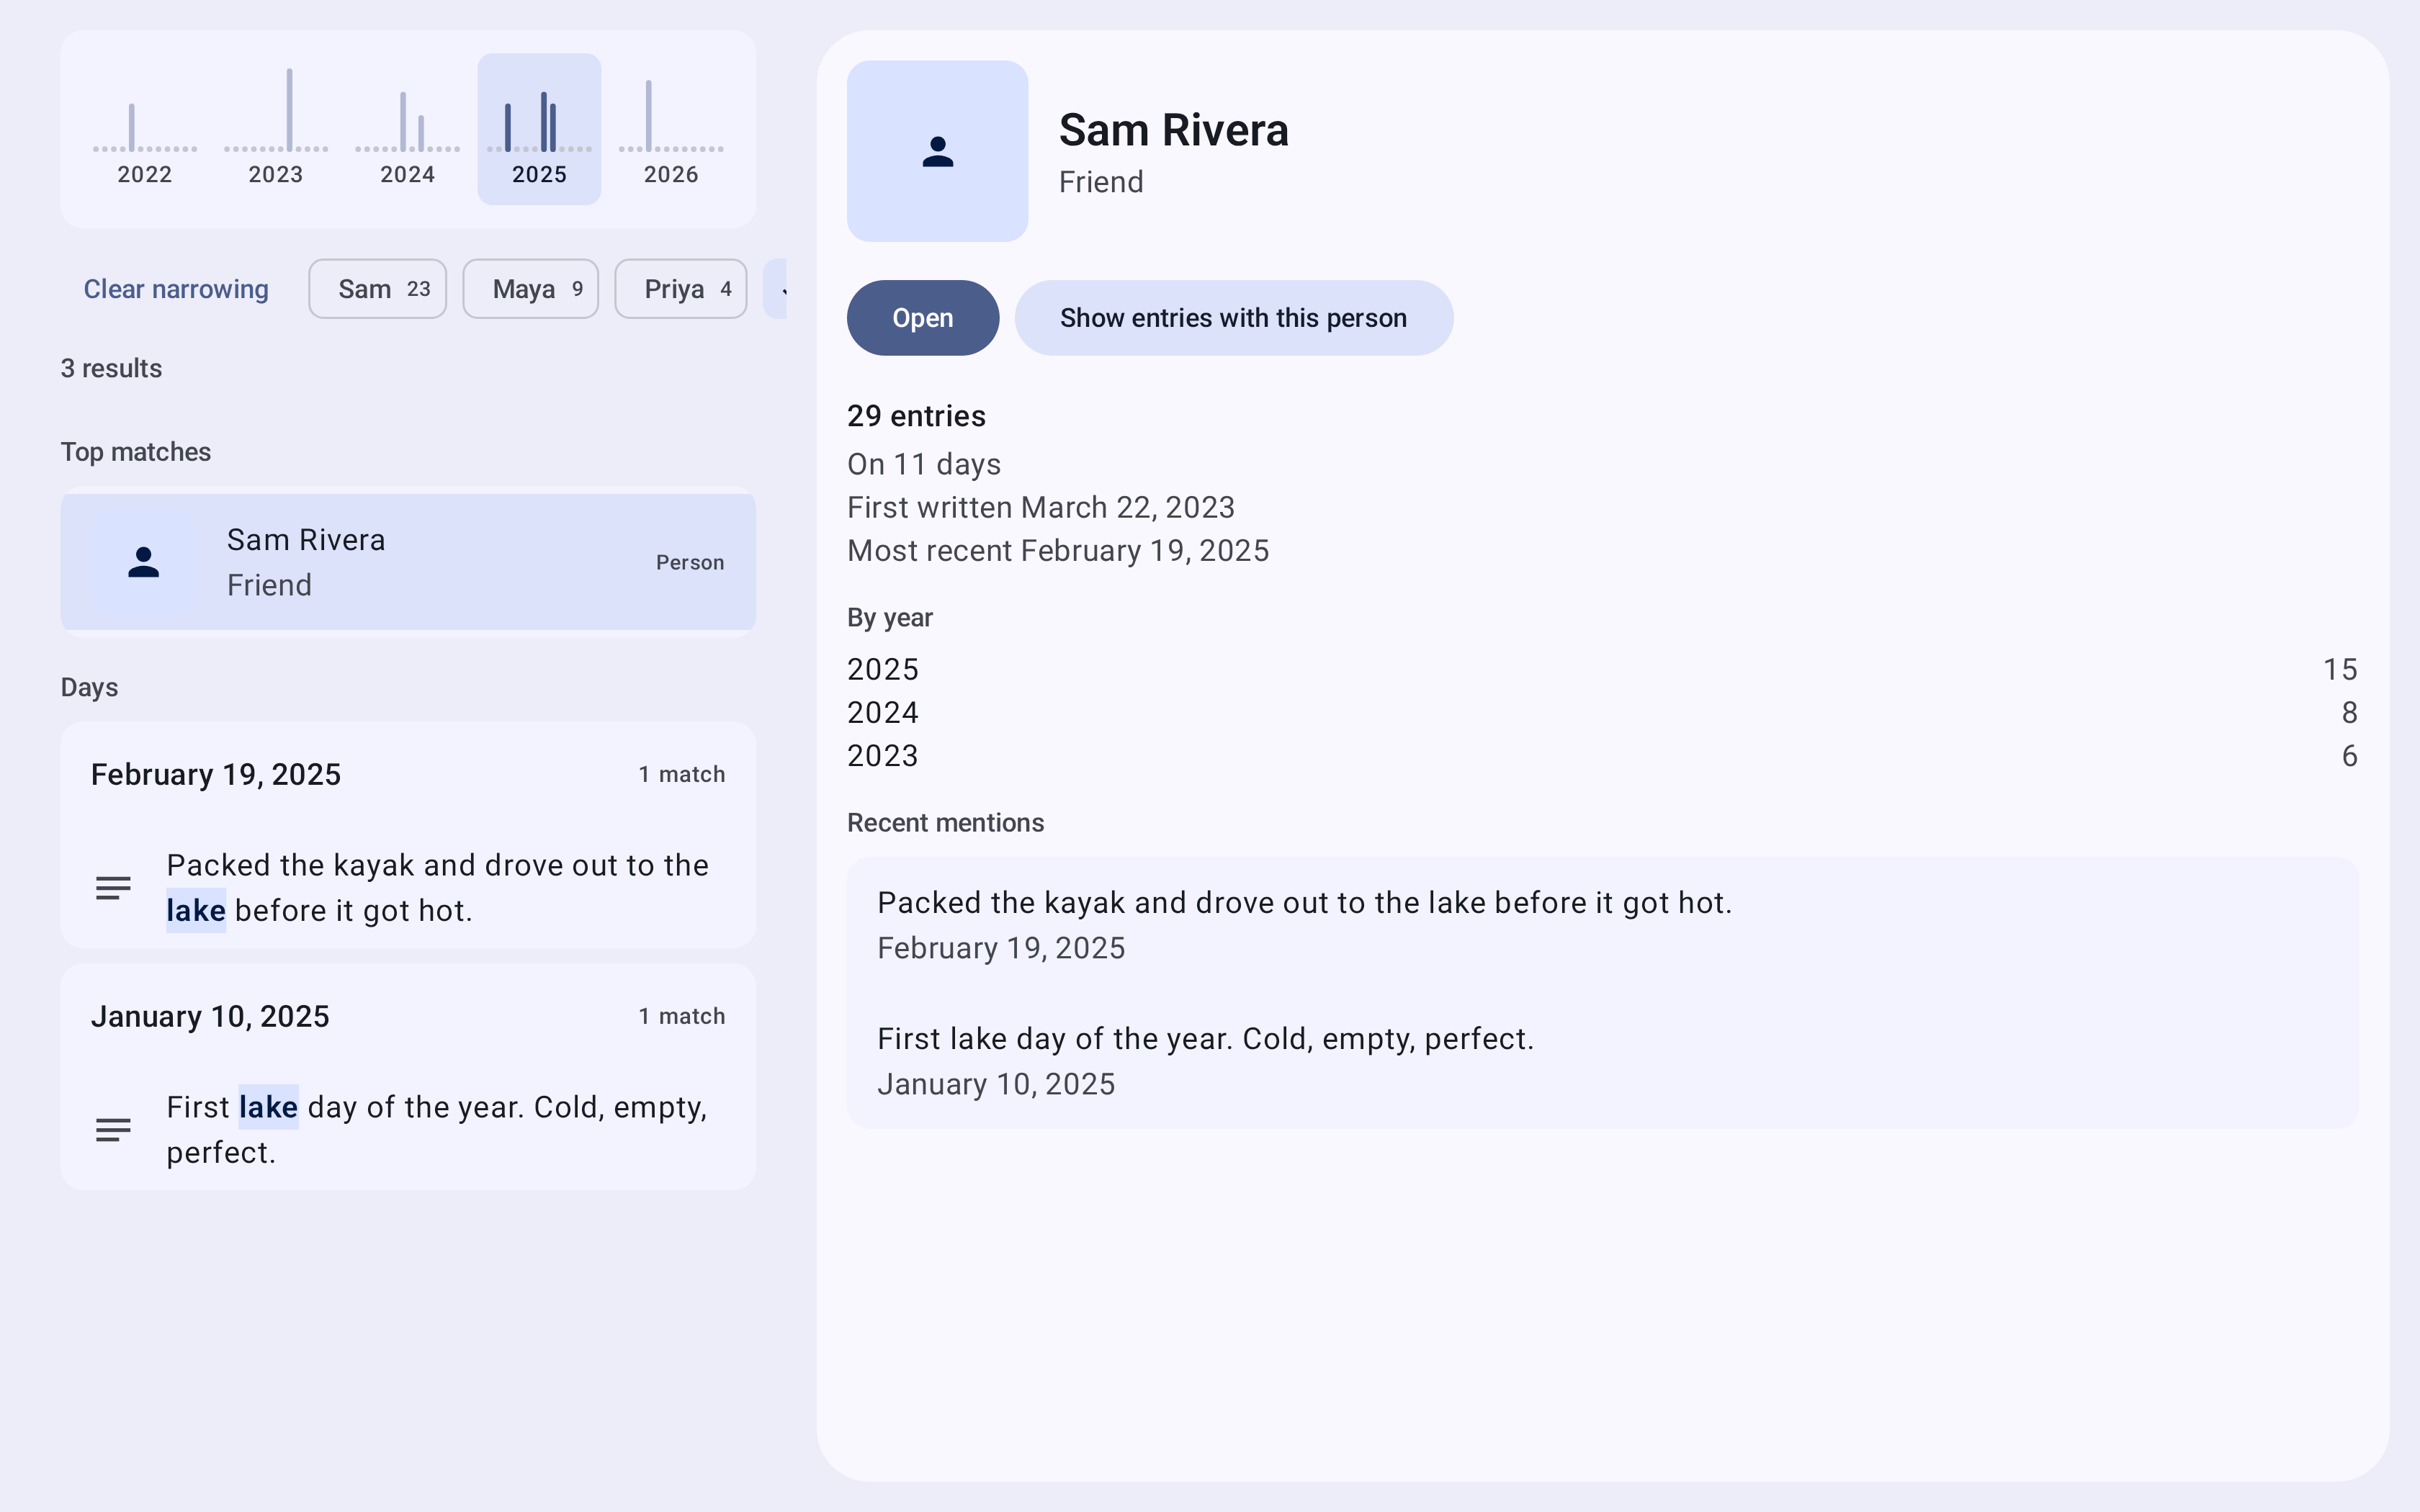 2022
2023
2024
2025
2026
Clear narrowing
Sam 23
Maya 9
Priya 4
3 results
Top matches
Sam Rivera
Friend
Person
Days
February 19, 2025
1 match
Packed the kayak and drove out to the
lake before it got hot.
January 10, 2025
1 match
First lake day of the year. Cold, empty,
perfect.
Sam Rivera
Friend
Open
Show entries with this person
29 entries
On 11 days
First written March 22, 2023
Most recent February 19, 2025
By year
2025 15
2024 8
2023 6
Recent mentions
Packed the kayak and drove out to the lake before it got hot.
February 19, 2025
First lake day of the year. Cold, empty, perfect.
January 10, 2025